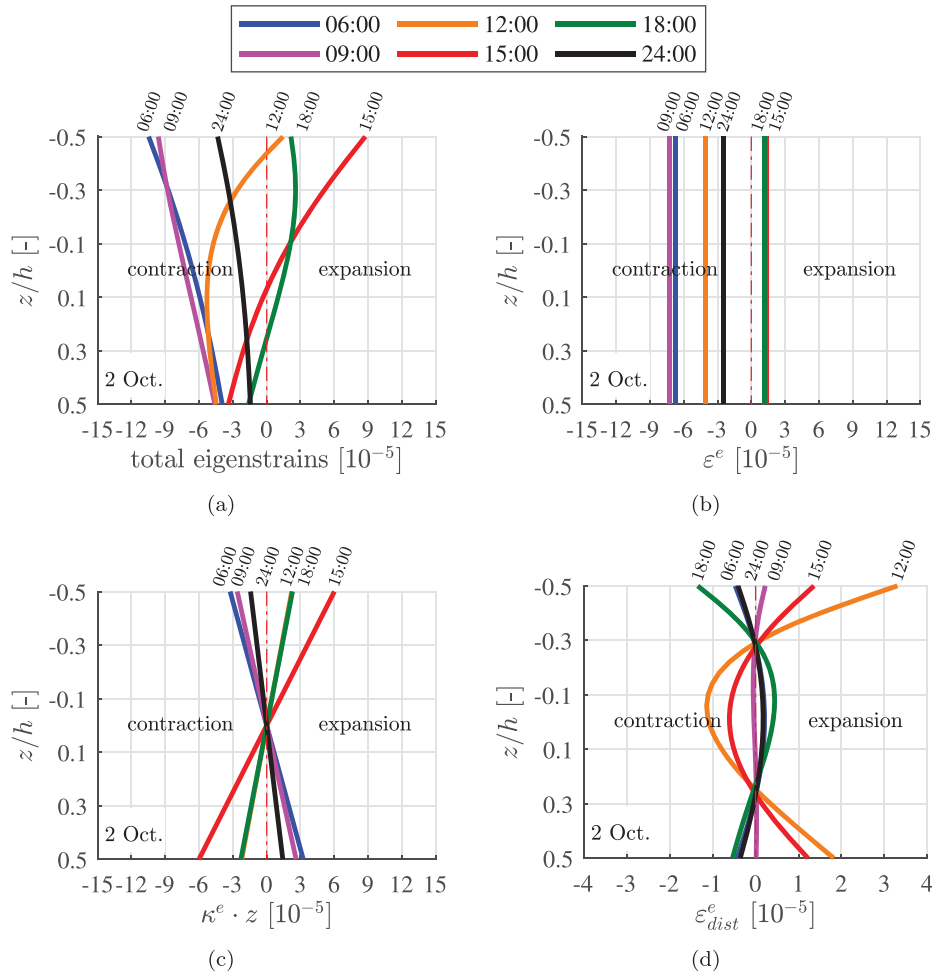 06:00 12:00 18:00
09:00 15:00 24:00
06:00 09:00 24:00 12:00 18:00 15:00
-0.5
-0.3
-0.1
0.1
0.3
0.5
z/h [-]
contraction expansion
2 Oct.
-15 -12 -9 -6 -3 0 3 6 9 12 15
total eigenstrains [10⁻⁵]
(a)
09:00 06:00 12:00 24:00 18:00 15:00
-0.5
-0.3
-0.1
0.1
0.3
0.5
z/h [-]
contraction expansion
2 Oct.
-15 -12 -9 -6 -3 0 3 6 9 12 15
εᵉ [10⁻⁵]
(b)
06:00 09:00 24:00 12:00 18:00 15:00
-0.5
-0.3
-0.1
0.1
0.3
0.5
z/h [-]
contraction expansion
2 Oct.
-15 -12 -9 -6 -3 0 3 6 9 12 15
κᵉ · z [10⁻⁵]
(c)
18:00 06:00 24:00 09:00 15:00 12:00
-0.5
-0.3
-0.1
0.1
0.3
0.5
z/h [-]
contraction expansion
2 Oct.
-4 -3 -2 -1 0 1 2 3 4
εᵉ_dist [10⁻⁵]
(d)